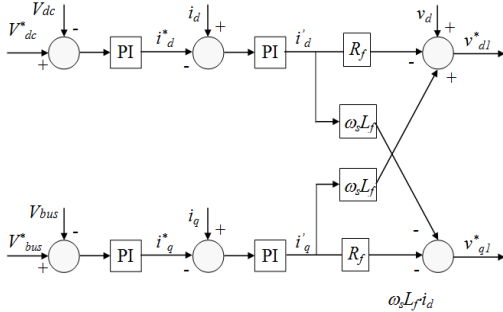 V_dc i_d v_d
V*_dc - + PI i*_d - + PI i'_d R_f - + + v*_d1
ω_sL_f
ω_sL_f
V_bus i_q
V*_bus - + PI i*_q - + PI i'_q R_f - - v*_q1
ω_sL_f·i_d